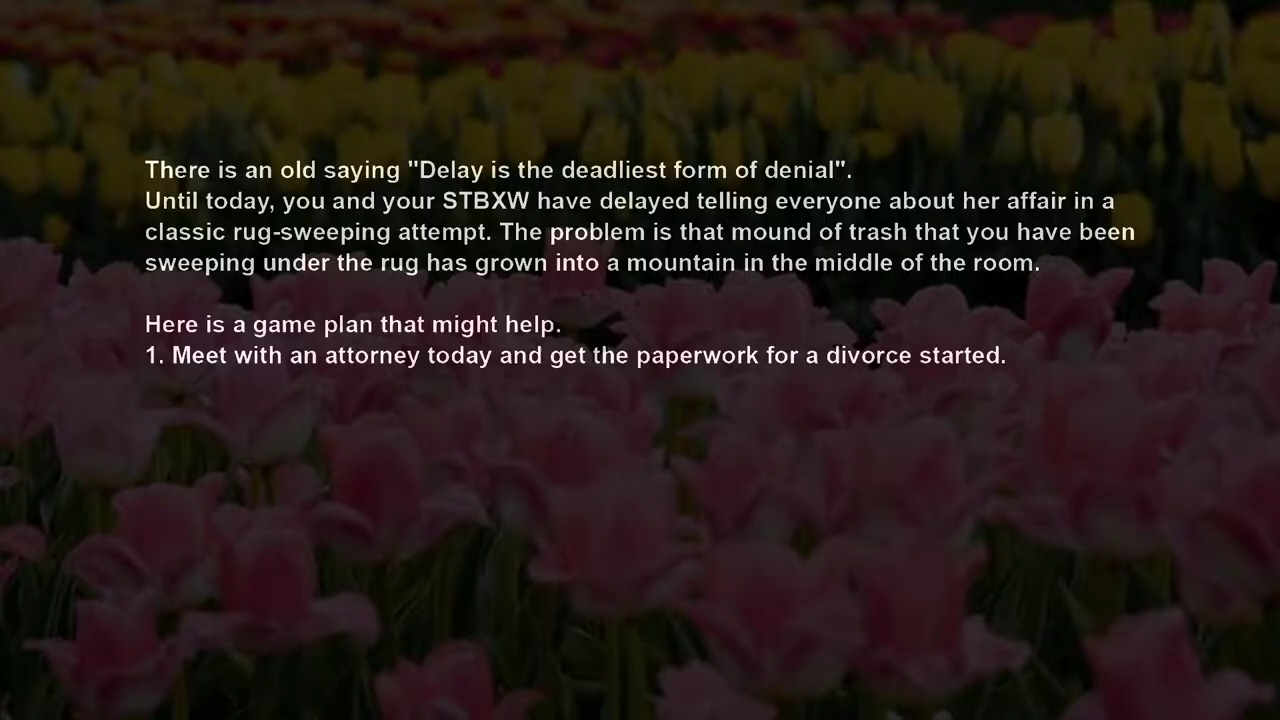 There is an old saying "Delay is the deadliest form of denial".
Until today, you and your STBXW have delayed telling everyone about her affair in a
classic rug-sweeping attempt. The problem is that mound of trash that you have been
sweeping under the rug has grown into a mountain in the middle of the room.
Here is a game plan that might help.
1. Meet with an attorney today and get the paperwork for a divorce started.